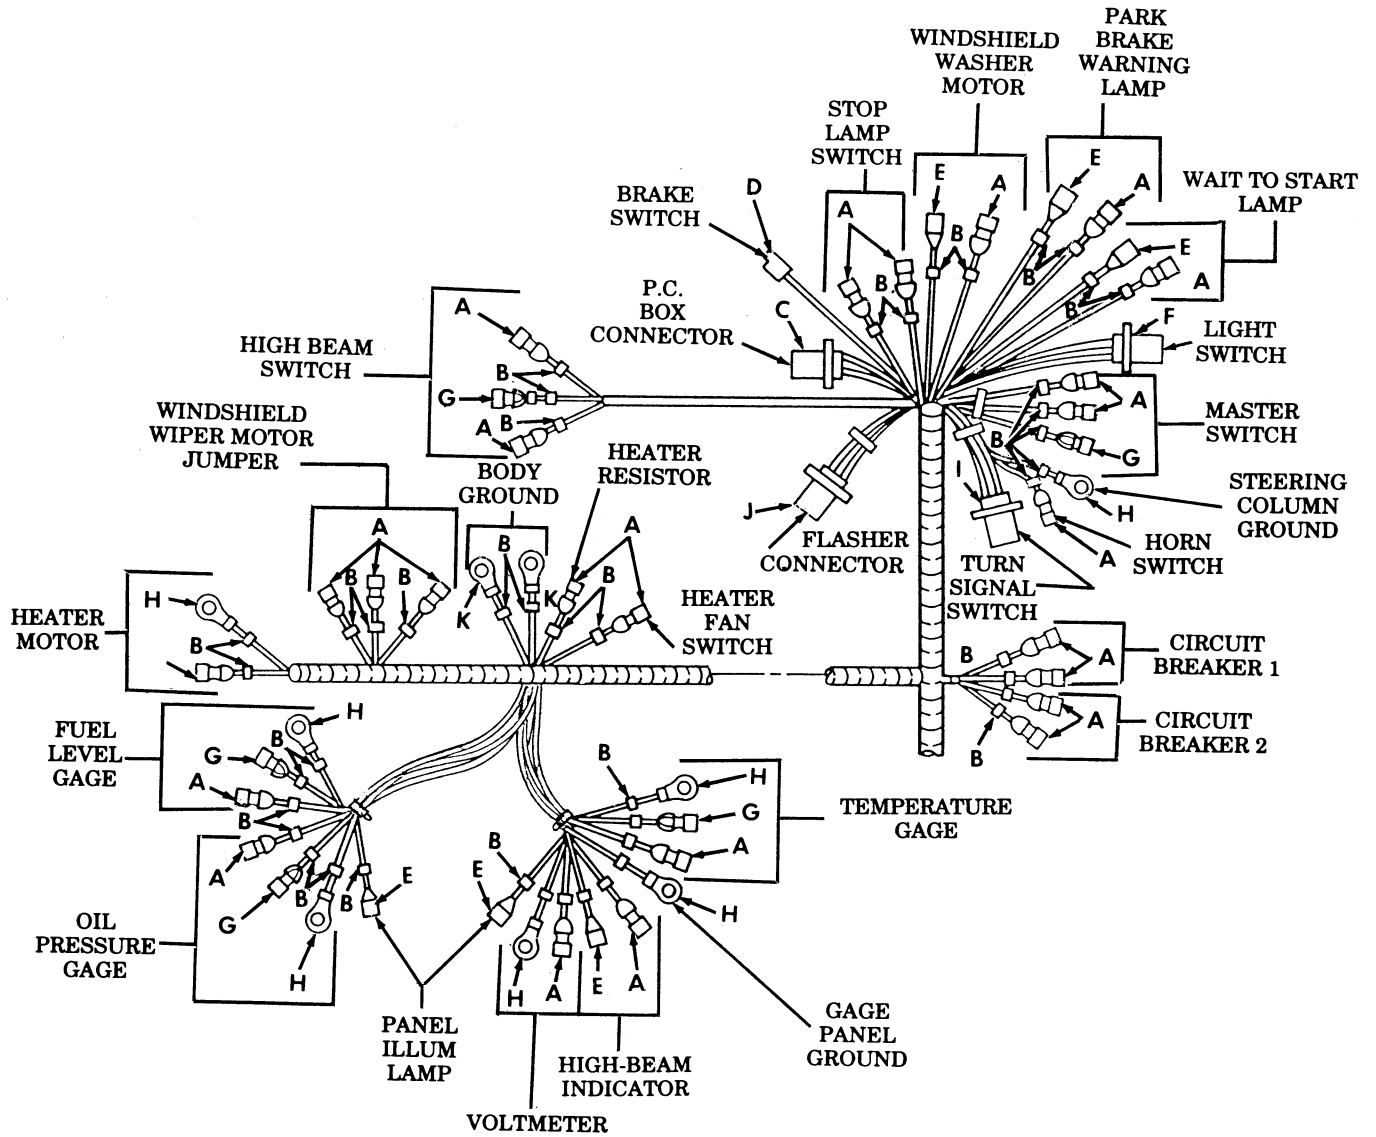 PARK
BRAKE
WARNING
LAMP
WINDSHIELD
WASHER
MOTOR
STOP
LAMP
SWITCH
E
A
E
A
WAIT TO START
LAMP
BRAKE
SWITCH
D
A
B
B
B
E
A
B
P.C.
BOX
CONNECTOR
C
F
LIGHT
SWITCH
HIGH BEAM
SWITCH
A
B
G
A
B
A
MASTER
SWITCH
B
G
WINDSHIELD
WIPER MOTOR
JUMPER
BODY
GROUND
HEATER
RESISTOR
I
J
FLASHER
CONNECTOR
H
STEERING
COLUMN
GROUND
HORN
SWITCH
A
TURN
SIGNAL
SWITCH
A
B
B
B
K
K
A
B
HEATER
FAN
SWITCH
H
HEATER
MOTOR
B
B
A
CIRCUIT
BREAKER 1
A
B
CIRCUIT
BREAKER 2
FUEL
LEVEL
GAGE
H
B
G
A
B
A
G
B
B
E
H
OIL
PRESSURE
GAGE
B
H
G
A
TEMPERATURE
GAGE
B
E
H
H
A
E
A
PANEL
ILLUM
LAMP
GAGE
PANEL
GROUND
HIGH-BEAM
INDICATOR
VOLTMETER